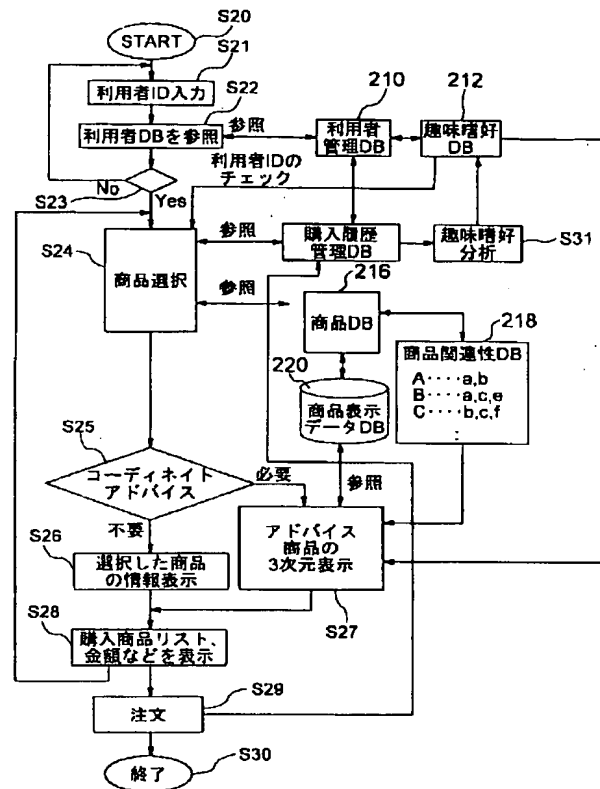 S20
START
S21
利用者ID入力
S22
利用者DBを参照
参照
210
利用者
管理DB
212
趣味嗜好
DB
利用者IDの
チェック
No
Yes
S23
S24
商品選択
参照
購入履歴
管理DB
趣味嗜好
分析
S31
参照
216
商品DB
218
商品関連性DB
A・・・・a,b
B・・・・a,c,e
C・・・・b,c,f
:
220
商品表示
データDB
S25
コーディネイト
アドバイス
必要
参照
不要
アドバイス
商品の
3次元表示
S27
S26
選択した商品
の情報表示
S28
購入商品リスト、
金額などを表示
S29
注文
S30
終了